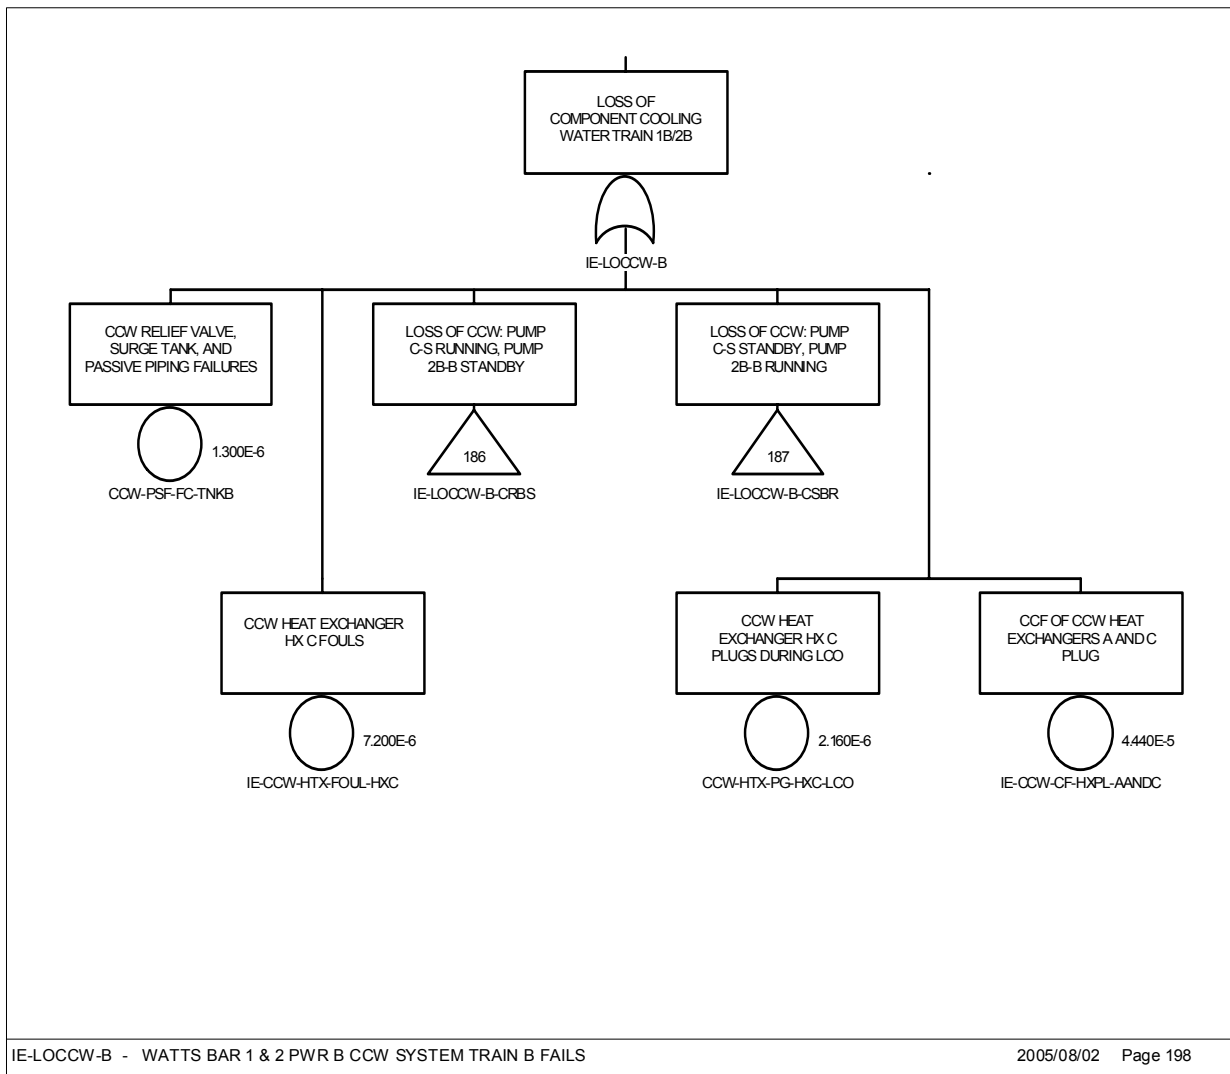 LOSS OF
COMPONENT COOLING
WATER TRAIN 1B/2B
IE-LOCCW-B
CCW RELIEF VALVE,
SURGE TANK, AND
PASSIVE PIPING FAILURES
1.300E-6
CCW-PSF-FC-TNKB
LOSS OF CCW: PUMP
C-S RUNNING, PUMP
2B-B STANDBY
186
IE-LOCCW-B-CRBS
LOSS OF CCW: PUMP
C-S STANDBY, PUMP
2B-B RUNNING
187
IE-LOCCW-B-CSBR
CCW HEAT EXCHANGER
HX C FOULS
7.200E-6
IE-CCW-HTX-FOUL-HXC
CCW HEAT
EXCHANGER HX C
PLUGS DURING LCO
2.160E-6
CCW-HTX-PG-HXC-LCO
CCF OF CCW HEAT
EXCHANGERS A AND C
PLUG
4.440E-5
IE-CCW-CF-HXPL-AANDC
IE-LOCCW-B - WATTS BAR 1 & 2 PWR B CCW SYSTEM TRAIN B FAILS
2005/08/02 Page 198